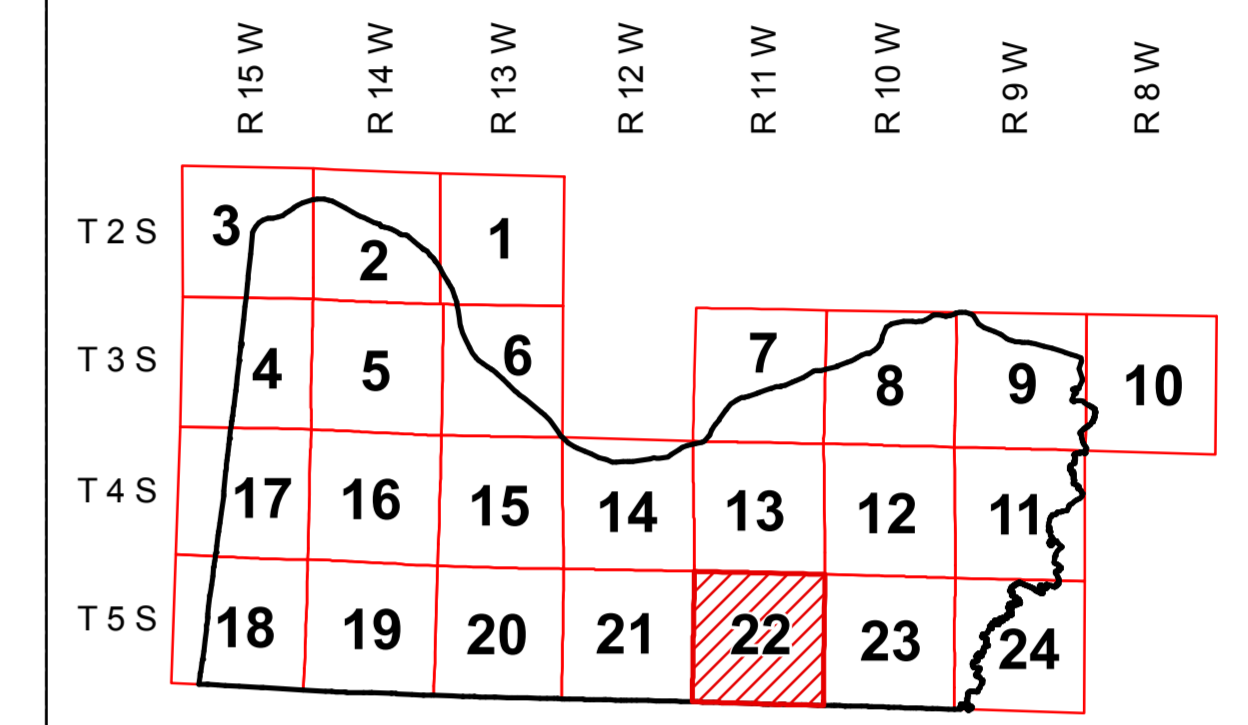 R 15 W R 14 W R 13 W R 12 W R 11 W R 10 W R 9 W R 8 W
T 2 S 3 2 1
T 3 S 4 5 6 7 8 9 10
T 4 S 17 16 15 14 13 12 11
T 5 S 18 19 20 21 22 23 24